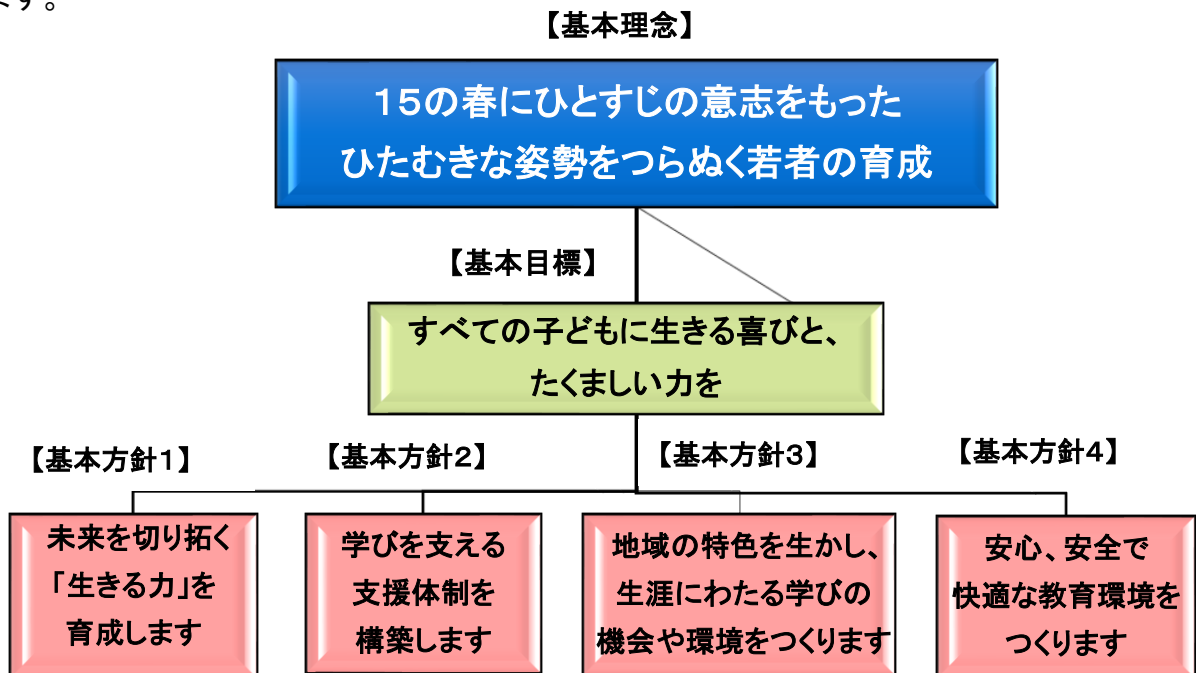 ます。
【基本理念】
15の春にひとすじの意志をもった
ひたむきな姿勢をつらぬく若者の育成
【基本目標】
すべての子どもに生きる喜びと、
たくましい力を
【基本方針1】
未来を切り拓く
「生きる力」を
育成します
【基本方針2】
学びを支える
支援体制を
構築します
【基本方針3】
地域の特色を生かし、
生涯にわたる学びの
機会や環境をつくります
【基本方針4】
安心、安全で
快適な教育環境を
つくります